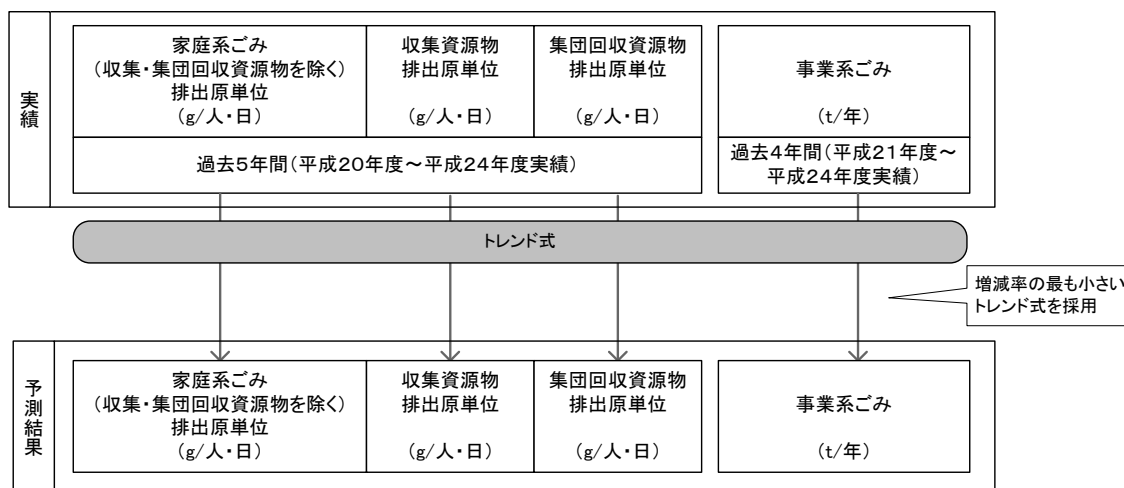 実績
家庭系ごみ
(収集・集団回収資源物を除く)
排出原単位
(g/人・日)
収集資源物
排出原単位
(g/人・日)
集団回収資源物
排出原単位
(g/人・日)
事業系ごみ
(t/年)
過去5年間(平成20年度～平成24年度実績)
過去4年間(平成21年度～
平成24年度実績)
トレンド式
増減率の最も小さい
トレンド式を採用
予測結果
家庭系ごみ
(収集・集団回収資源物を除く)
排出原単位
(g/人・日)
収集資源物
排出原単位
(g/人・日)
集団回収資源物
排出原単位
(g/人・日)
事業系ごみ
(t/年)